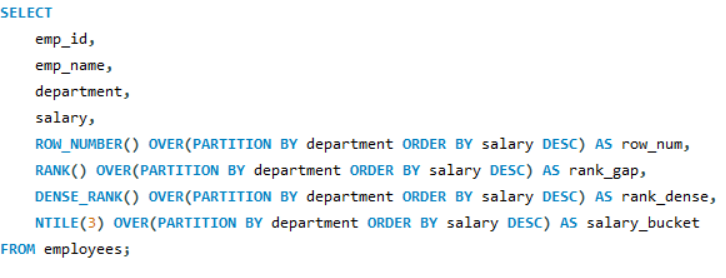 SELECT
    emp_id,
    emp_name,
    department,
    salary,
    ROW_NUMBER() OVER(PARTITION BY department ORDER BY salary DESC) AS row_num,
    RANK() OVER(PARTITION BY department ORDER BY salary DESC) AS rank_gap,
    DENSE_RANK() OVER(PARTITION BY department ORDER BY salary DESC) AS rank_dense,
    NTILE(3) OVER(PARTITION BY department ORDER BY salary DESC) AS salary_bucket
FROM employees;